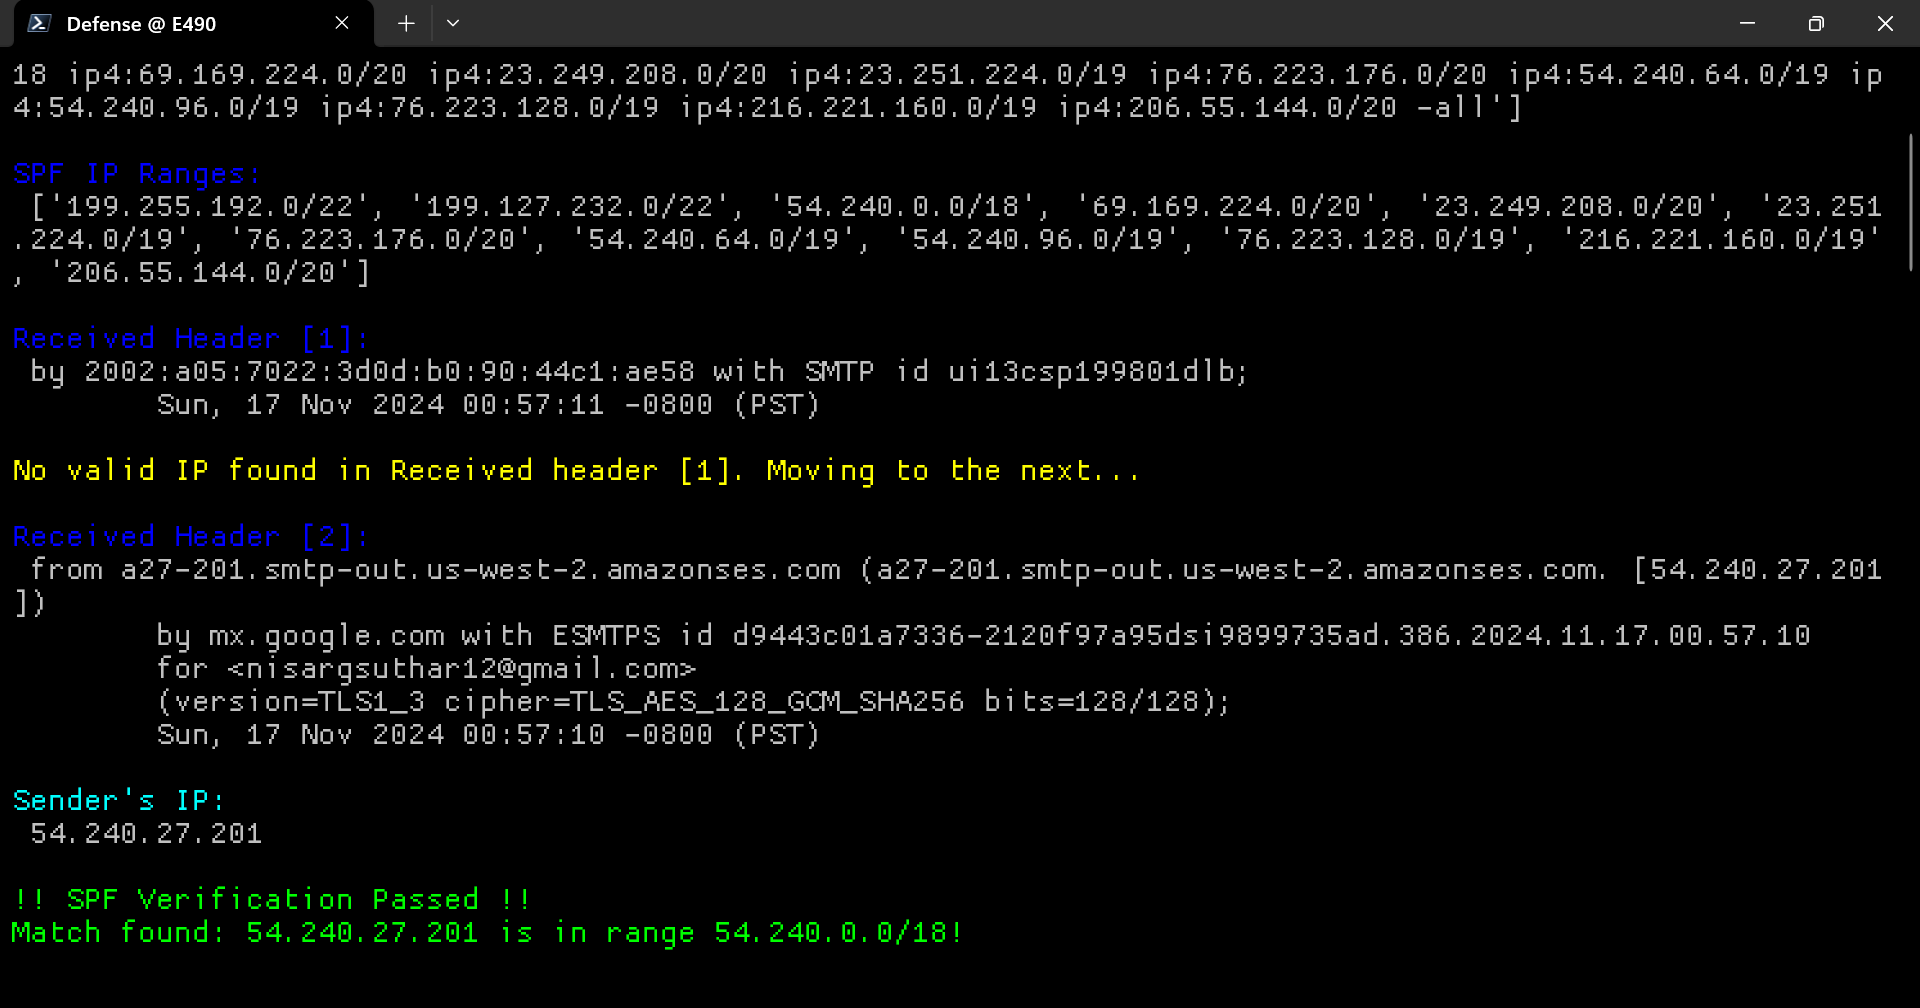 Defense @ E490
18 ip4:69.169.224.0/20 ip4:23.249.208.0/20 ip4:23.251.224.0/19 ip4:76.223.176.0/20 ip4:54.240.64.0/19 ip
4:54.240.96.0/19 ip4:76.223.128.0/19 ip4:216.221.160.0/19 ip4:206.55.144.0/20 -all']
SPF IP Ranges:
['199.255.192.0/22', '199.127.232.0/22', '54.240.0.0/18', '69.169.224.0/20', '23.249.208.0/20', '23.251
.224.0/19', '76.223.176.0/20', '54.240.64.0/19', '54.240.96.0/19', '76.223.128.0/19', '216.221.160.0/19'
, '206.55.144.0/20']
Received Header [1]:
by 2002:a05:7022:3d0d:b0:90:44c1:ae58 with SMTP id ui13csp199801dlb;
Sun, 17 Nov 2024 00:57:11 -0800 (PST)
No valid IP found in Received header [1]. Moving to the next...
Received Header [2]:
from a27-201.smtp-out.us-west-2.amazonses.com (a27-201.smtp-out.us-west-2.amazonses.com. [54.240.27.201
])
by mx.google.com with ESMTPS id d9443c01a7336-2120f97a95dsi9899735ad.386.2024.11.17.00.57.10
for <nisargsuthar12@gmail.com>
(version=TLS1_3 cipher=TLS_AES_128_GCM_SHA256 bits=128/128);
Sun, 17 Nov 2024 00:57:10 -0800 (PST)
Sender's IP:
54.240.27.201
!! SPF Verification Passed !!
Match found: 54.240.27.201 is in range 54.240.0.0/18!